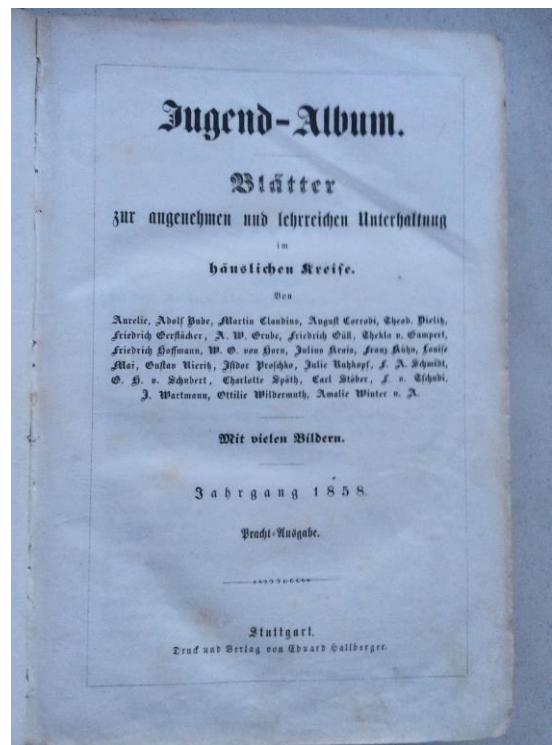 Jugend-Album.
Blätter
zur angenehmen und lehrreichen Unterhaltung
im
häuslichen Kreise.
Von
Aurelie, Adolf Bube, Martin Claudius, August Corrodi, Theod. Dielitz,
Friedrich Gerstäcker, A. W. Grube, Friedrich Güll, Thekla v. Gumpert,
Friedrich Hoffmann, W. O. von Horn, Julius Krais, Franz Kühn, Louise
Mai, Gustav Nieritz, Isidor Proschko, Julie Ruhkopf, F. A. Schmidt,
G. H. v. Schubert, Charlotte Späth, Carl Stöber, F. v. Tschudi,
J. Wartmann, Ottilie Wildermuth, Amalie Winter u. A.
Mit vielen Bildern.
Jahrgang 1858.
Pracht-Ausgabe.
Stuttgart.
Druck und Verlag von Eduard Hallberger.